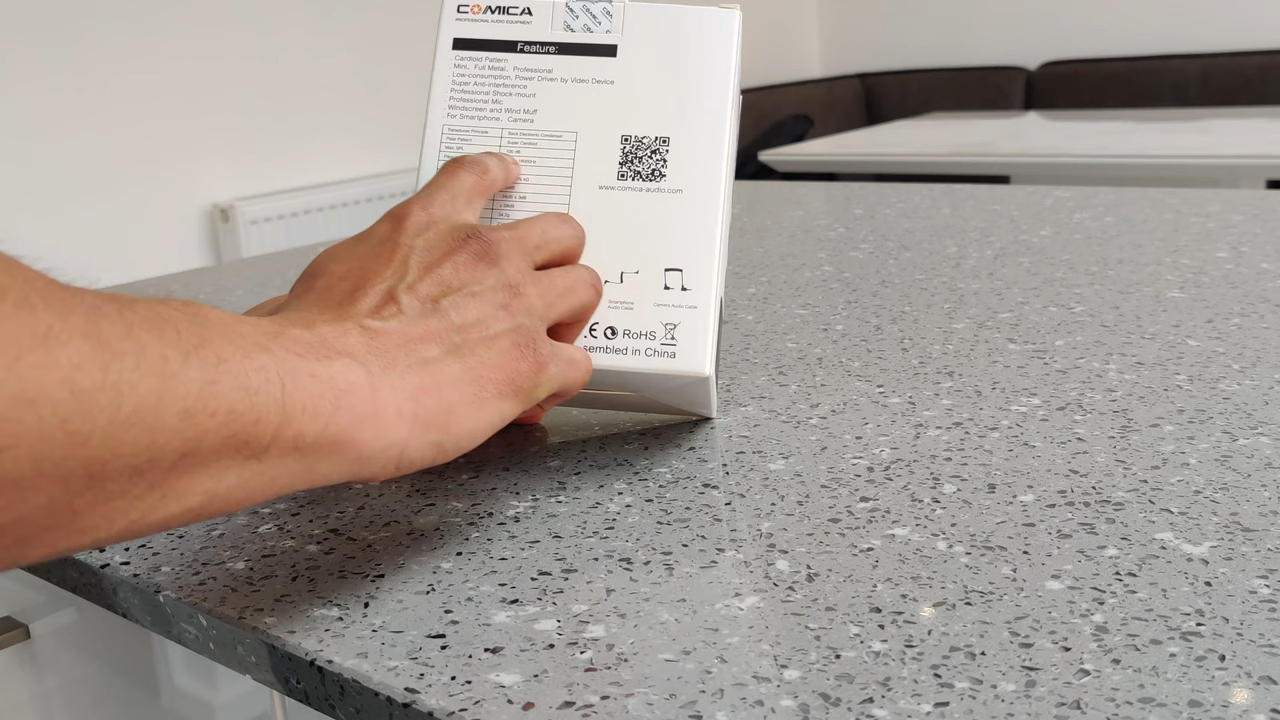 COMICA
PROFESSIONAL AUDIO EQUIPMENT
Feature:
. Cardioid Pattern
. Mini、Full Metal、Professional
. Low-consumption, Power Driven by Video Device
. Super Anti-interference
. Professional Shock-mount
. Professional Mic
. Windscreen and Wind Muff
. For Smartphone、Camera
Transducer Principle Back Electronic Condenser
Polar Pattern Super Cardioid
Max. SPL
www.comica-audio.com
Smartphone
Audio Cable
Camera Audio Cable
CE RoHS
sembled in China